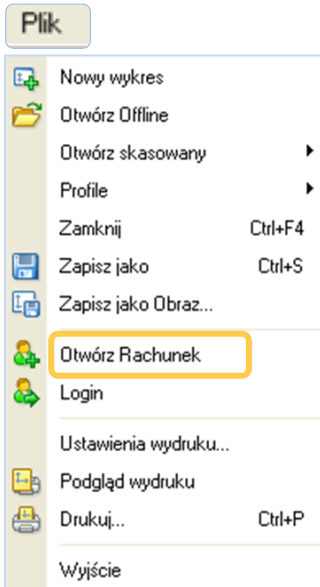 Plik
Nowy wykres
Otwórz Offline
Otwórz skasowany
Profile
Zamknij Ctrl+F4
Zapisz jako Ctrl+S
Zapisz jako Obraz...
Otwórz Rachunek
Login
Ustawienia wydruku...
Podgląd wydruku
Drukuj... Ctrl+P
Wyjście